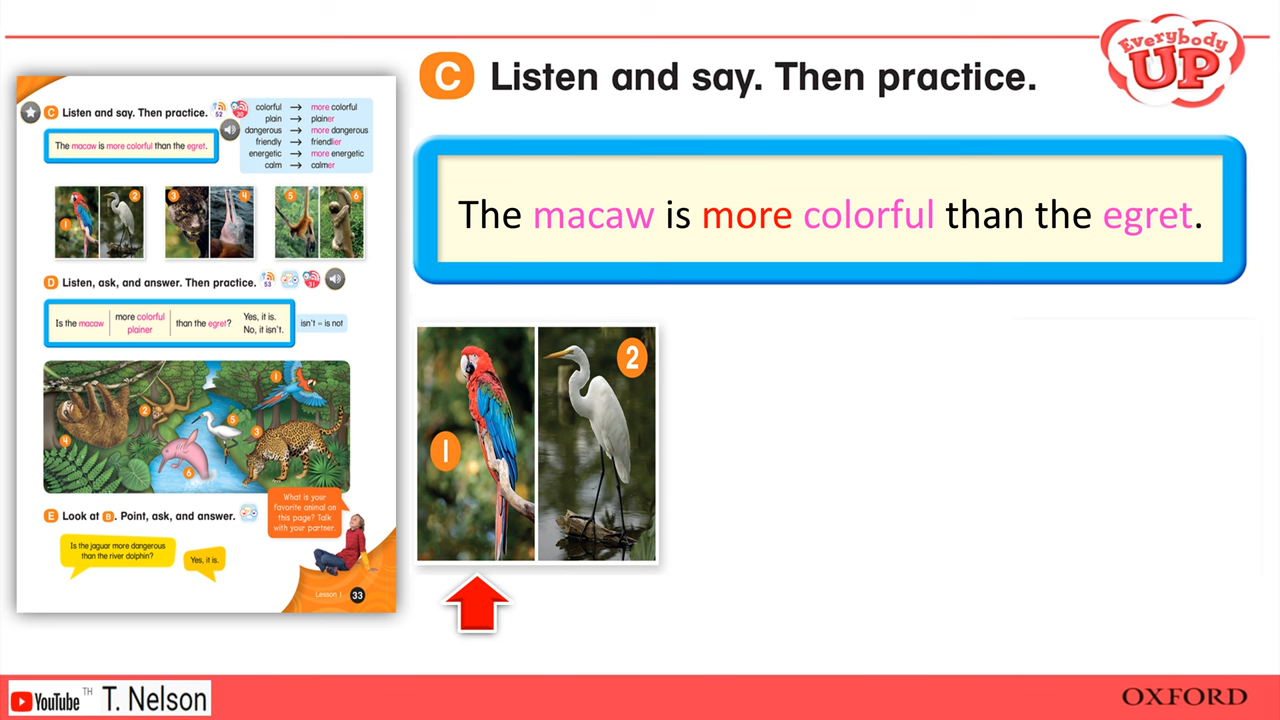 C Listen and say. Then practice.
Everybody
UP
The macaw is more colorful than the egret.
1
2
C Listen and say. Then practice.
52
30
The macaw is more colorful than the egret.
colorful → more colorful
plain → plainer
dangerous → more dangerous
friendly → friendlier
energetic → more energetic
calm → calmer
1
2
3
4
5
6
D Listen, ask, and answer. Then practice.
53
31
Is the macaw
more colorful
plainer
than the egret?
Yes, it is.
No, it isn't.
isn't = is not
1
2
3
4
5
6
E Look at B. Point, ask, and answer.
What is your
favorite animal on
this page? Talk
with your partner.
Is the jaguar more dangerous
than the river dolphin?
Yes, it is.
Lesson 1 33
YouTube TH T. Nelson
OXFORD